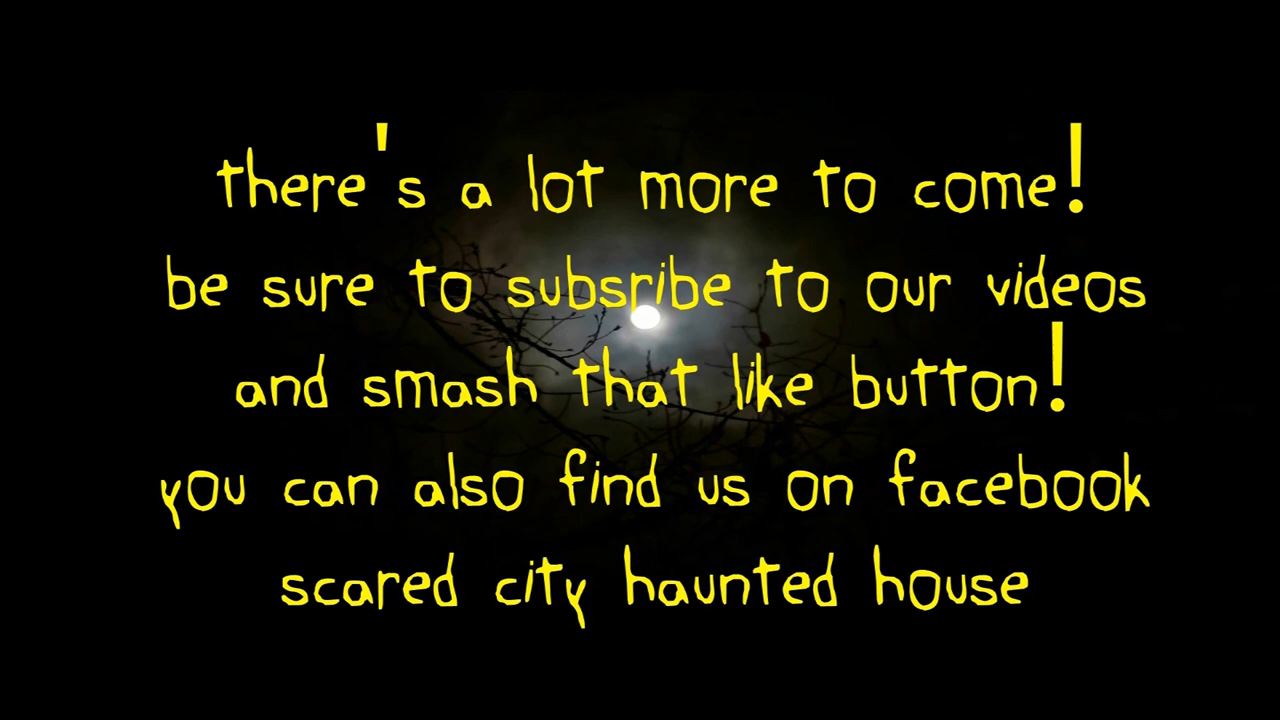 there's a lot more to come!
be sure to subsribe to our videos
and smash that like button!
you can also find us on facebook
scared city haunted house